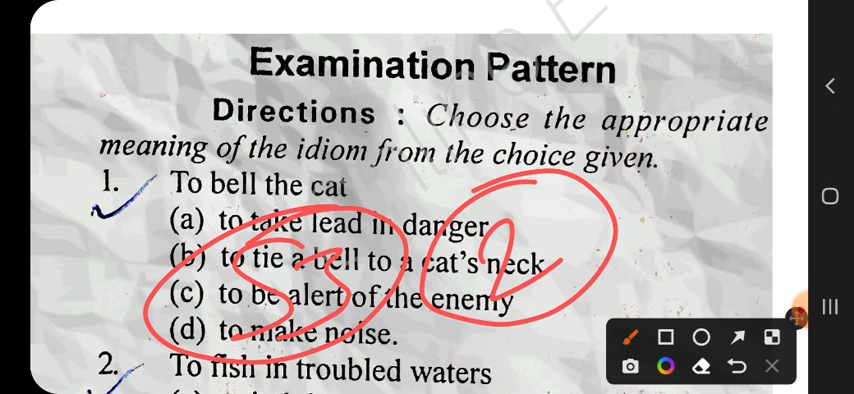 Examination Pattern
Directions : Choose the appropriate
meaning of the idiom from the choice given.
1. To bell the cat
(a) to take lead in danger
(b) to tie a bell to a cat's neck
(c) to be alert of the enemy
(d) to make noise.
53
2
2. To fish in troubled waters